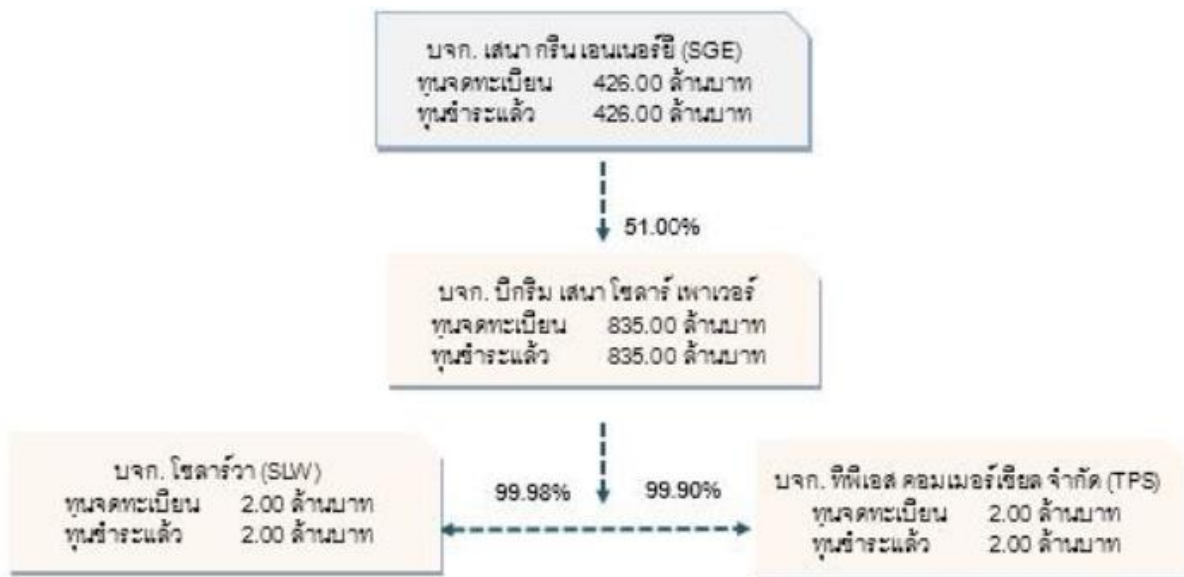 บจก. เสนา กรีน เอนเนอร์ยี (SGE)
ทุนจดทะเบียน 426.00 ล้านบาท
ทุนชำระแล้ว 426.00 ล้านบาท
51.00%
บจก. บีกริม เสนา โซลาร์ เพาเวอร์
ทุนจดทะเบียน 835.00 ล้านบาท
ทุนชำระแล้ว 835.00 ล้านบาท
บจก. โซลาร์วา (SLW)
ทุนจดทะเบียน 2.00 ล้านบาท
ทุนชำระแล้ว 2.00 ล้านบาท
99.98%
99.90%
บจก. ทีพีเอส คอมเมอร์เชียล จำกัด (TPS)
ทุนจดทะเบียน 2.00 ล้านบาท
ทุนชำระแล้ว 2.00 ล้านบาท